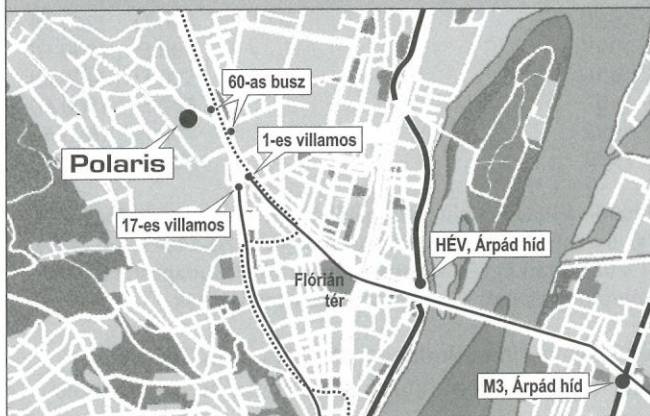 60-as busz
1-es villamos
Polaris
17-es villamos
HÉV, Árpád híd
Flórián
tér
M3, Árpád híd